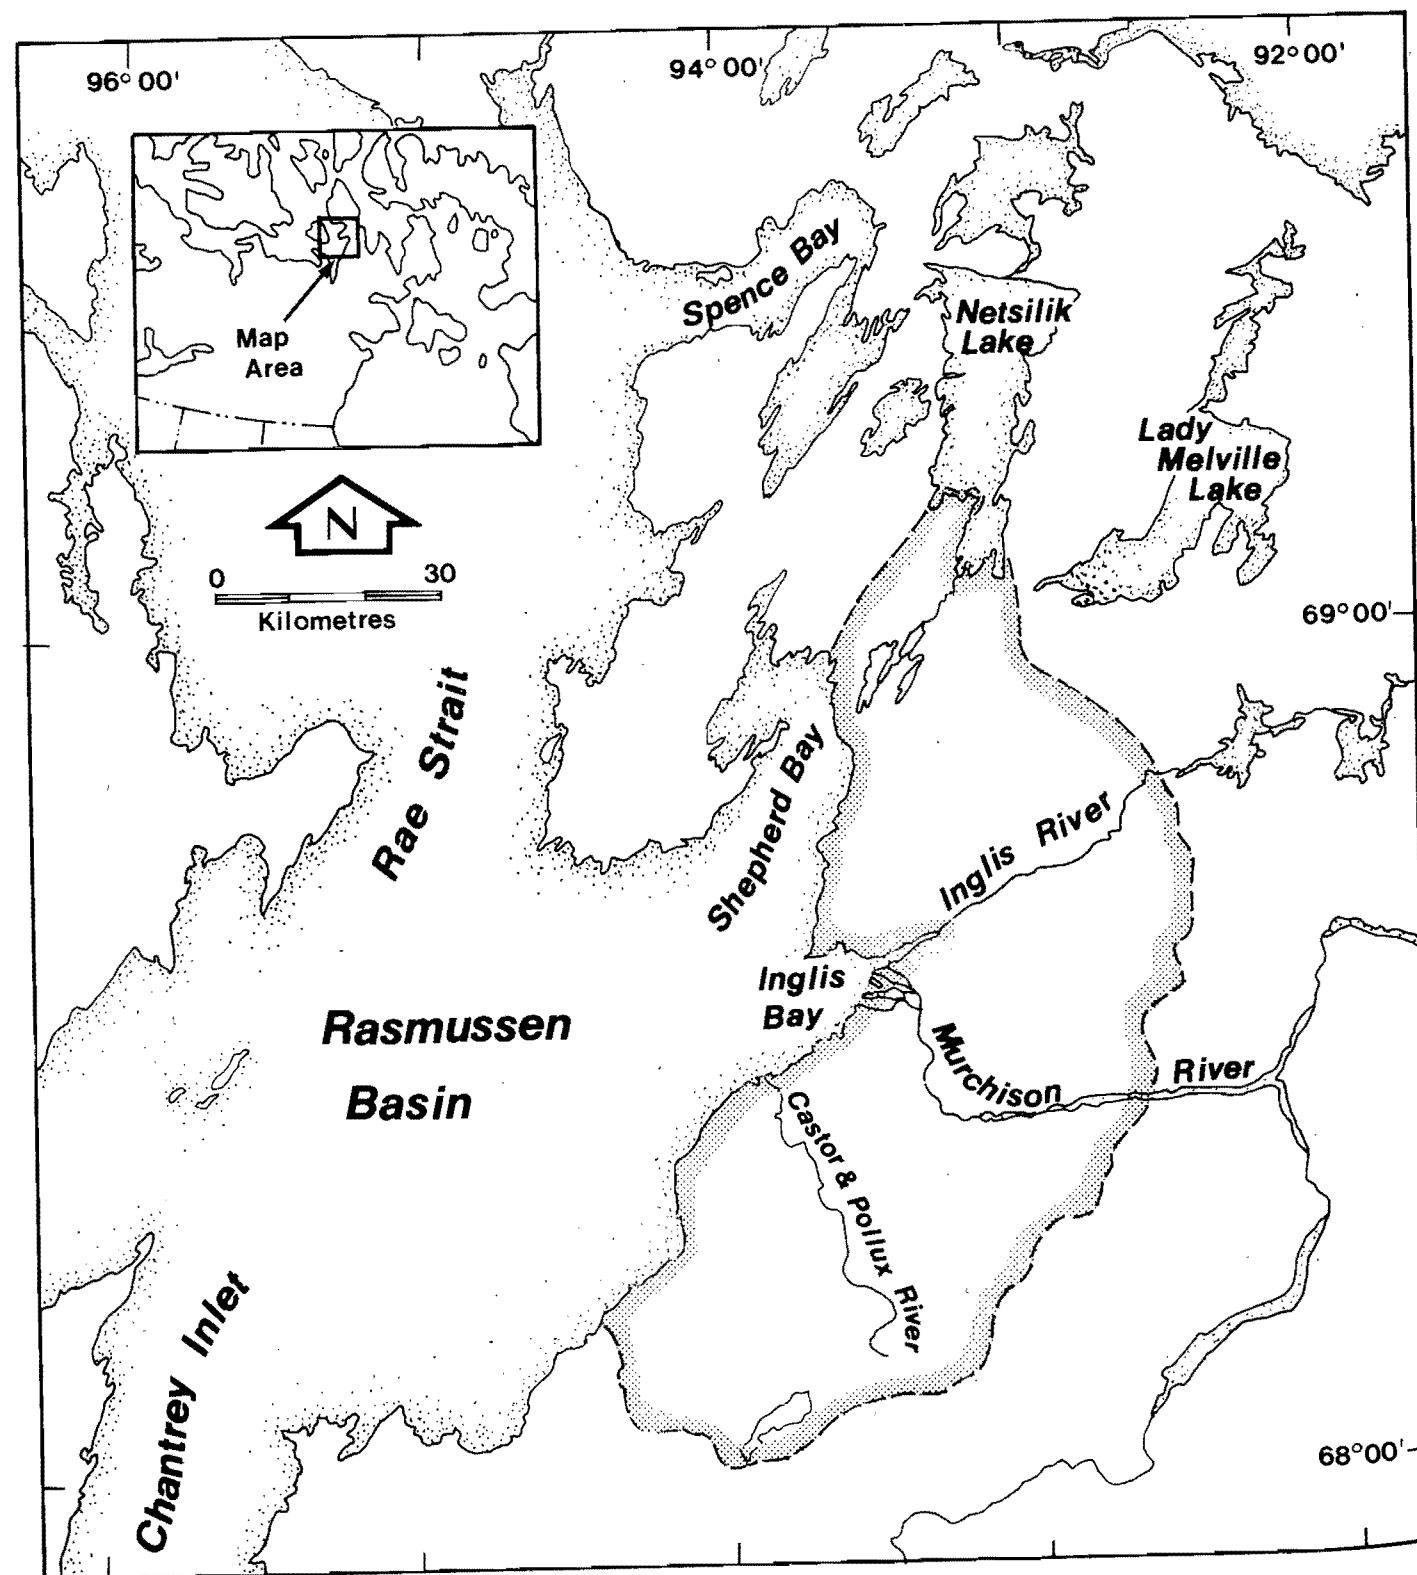 96°00'
94°00'
92°00'
Spence Bay
Netsilik
Lake
Map
Area
Lady
Melville
Lake
N
0 30
Kilometres
69°00'
Rae Strait
Shepherd Bay
Inglis River
Inglis
Bay
Rasmussen
Basin
Murchison River
Castor & Pollux River
Chantrey Inlet
68°00'